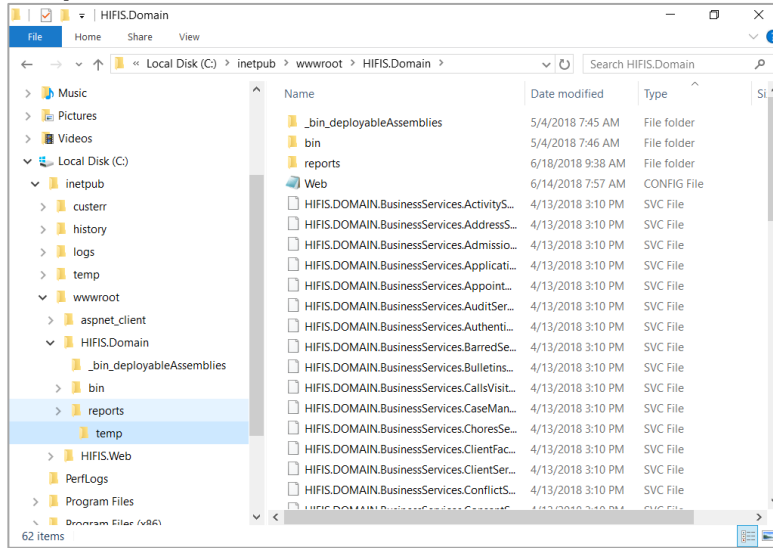 HIFIS.Domain
File Home Share View
« Local Disk (C:) > inetpub > wwwroot > HIFIS.Domain > Search HIFIS.Domain
Music
Pictures
Videos
Local Disk (C:)
inetpub
custerr
history
logs
temp
wwwroot
aspnet_client
HIFIS.Domain
_bin_deployableAssemblies
bin
reports
temp
HIFIS.Web
PerfLogs
Program Files
Program Files (x86)
Name Date modified Type
_bin_deployableAssemblies 5/4/2018 7:45 AM File folder
bin 5/4/2018 7:46 AM File folder
reports 6/18/2018 9:38 AM File folder
Web 6/14/2018 7:57 AM CONFIG File
HIFIS.DOMAIN.BusinessServices.ActivityS... 4/13/2018 3:10 PM SVC File
HIFIS.DOMAIN.BusinessServices.AddressS... 4/13/2018 3:10 PM SVC File
HIFIS.DOMAIN.BusinessServices.Admissio... 4/13/2018 3:10 PM SVC File
HIFIS.DOMAIN.BusinessServices.Applicati... 4/13/2018 3:10 PM SVC File
HIFIS.DOMAIN.BusinessServices.Appoint... 4/13/2018 3:10 PM SVC File
HIFIS.DOMAIN.BusinessServices.AuditSer... 4/13/2018 3:10 PM SVC File
HIFIS.DOMAIN.BusinessServices.Authenti... 4/13/2018 3:10 PM SVC File
HIFIS.DOMAIN.BusinessServices.BarredSe... 4/13/2018 3:10 PM SVC File
HIFIS.DOMAIN.BusinessServices.Bulletins... 4/13/2018 3:10 PM SVC File
HIFIS.DOMAIN.BusinessServices.CallsVisit... 4/13/2018 3:10 PM SVC File
HIFIS.DOMAIN.BusinessServices.CaseMan... 4/13/2018 3:10 PM SVC File
HIFIS.DOMAIN.BusinessServices.ChoresSe... 4/13/2018 3:10 PM SVC File
HIFIS.DOMAIN.BusinessServices.ClientFac... 4/13/2018 3:10 PM SVC File
HIFIS.DOMAIN.BusinessServices.ClientSer... 4/13/2018 3:10 PM SVC File
HIFIS.DOMAIN.BusinessServices.ConflictS... 4/13/2018 3:10 PM SVC File
62 items